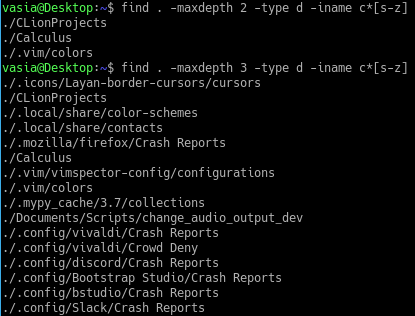 vasia@Desktop:~$ find . -maxdepth 2 -type d -iname c*[s-z]
./CLionProjects
./Calculus
./.vim/colors
vasia@Desktop:~$ find . -maxdepth 3 -type d -iname c*[s-z]
./.icons/Layan-border-cursors/cursors
./CLionProjects
./.local/share/color-schemes
./.local/share/contacts
./.mozilla/firefox/Crash Reports
./Calculus
./.vim/vimspector-config/configurations
./.vim/colors
./.mypy_cache/3.7/collections
./Documents/Scripts/change_audio_output_dev
./.config/vivaldi/Crash Reports
./.config/vivaldi/Crowd Deny
./.config/discord/Crash Reports
./.config/Bootstrap Studio/Crash Reports
./.config/bstudio/Crash Reports
./.config/Slack/Crash Reports